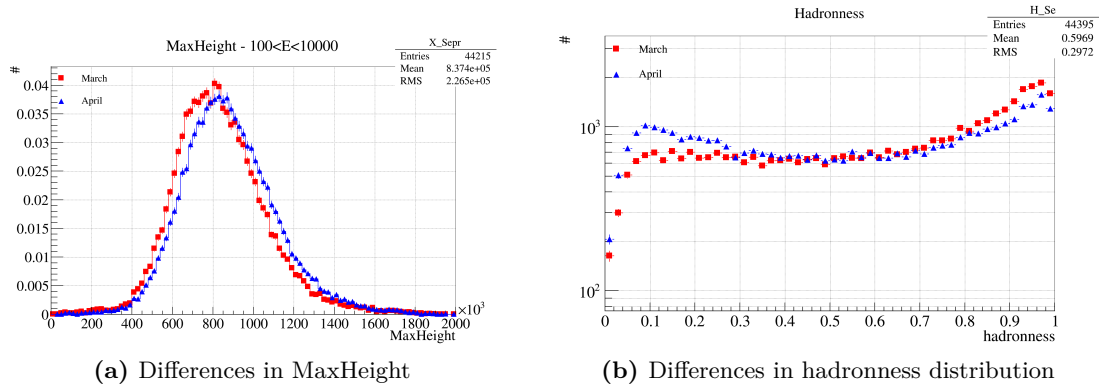 MaxHeight - 100<E<10000
X_Sepr
Entries 44215
Mean 8.374e+05
RMS 2.265e+05
#
March
April
0.04
0.035
0.03
0.025
0.02
0.015
0.01
0.005
0
0 200 400 600 800 1000 1200 1400 1600 1800 2000
×10³
MaxHeight
(a) Differences in MaxHeight
Hadronness
H_Se
Entries 44395
Mean 0.5969
RMS 0.2972
#
March
April
10³
10²
0 0.1 0.2 0.3 0.4 0.5 0.6 0.7 0.8 0.9 1
hadronness
(b) Differences in hadronness distribution